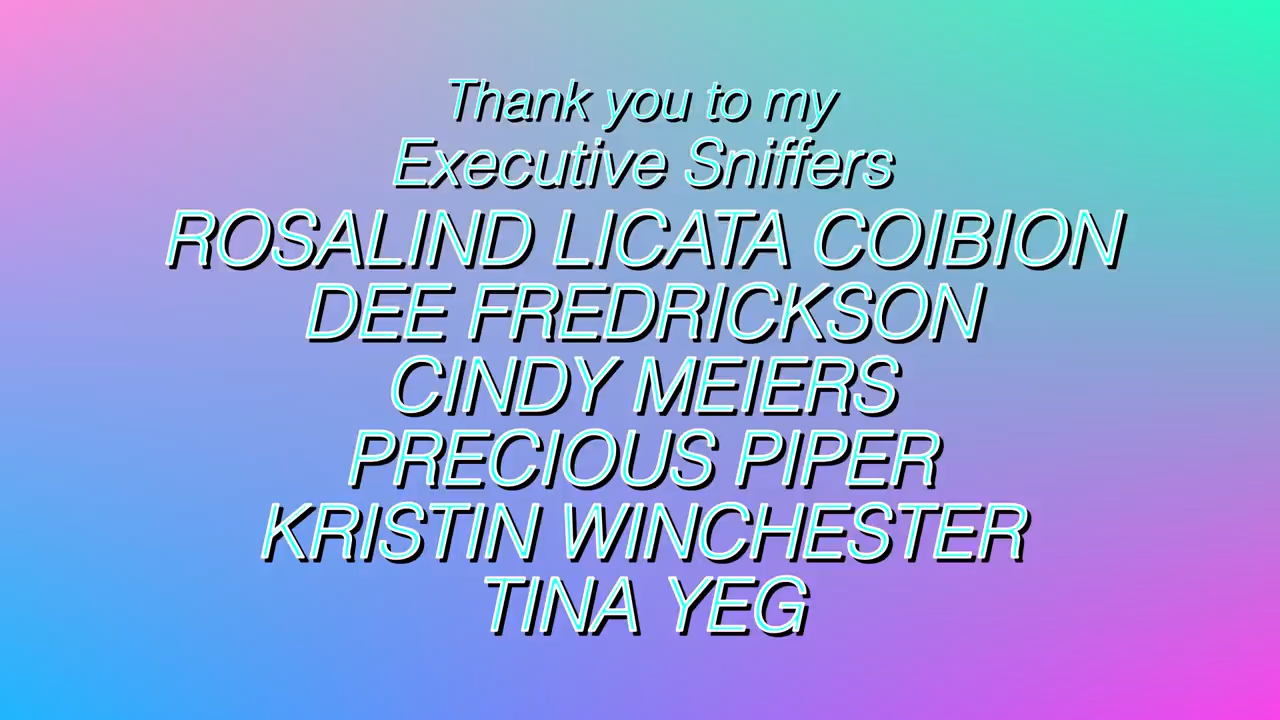 Thank you to my
Executive Sniffers
ROSALIND LICATA COIBION
DEE FREDRICKSON
CINDY MEIERS
PRECIOUS PIPER
KRISTIN WINCHESTER
TINA YEG